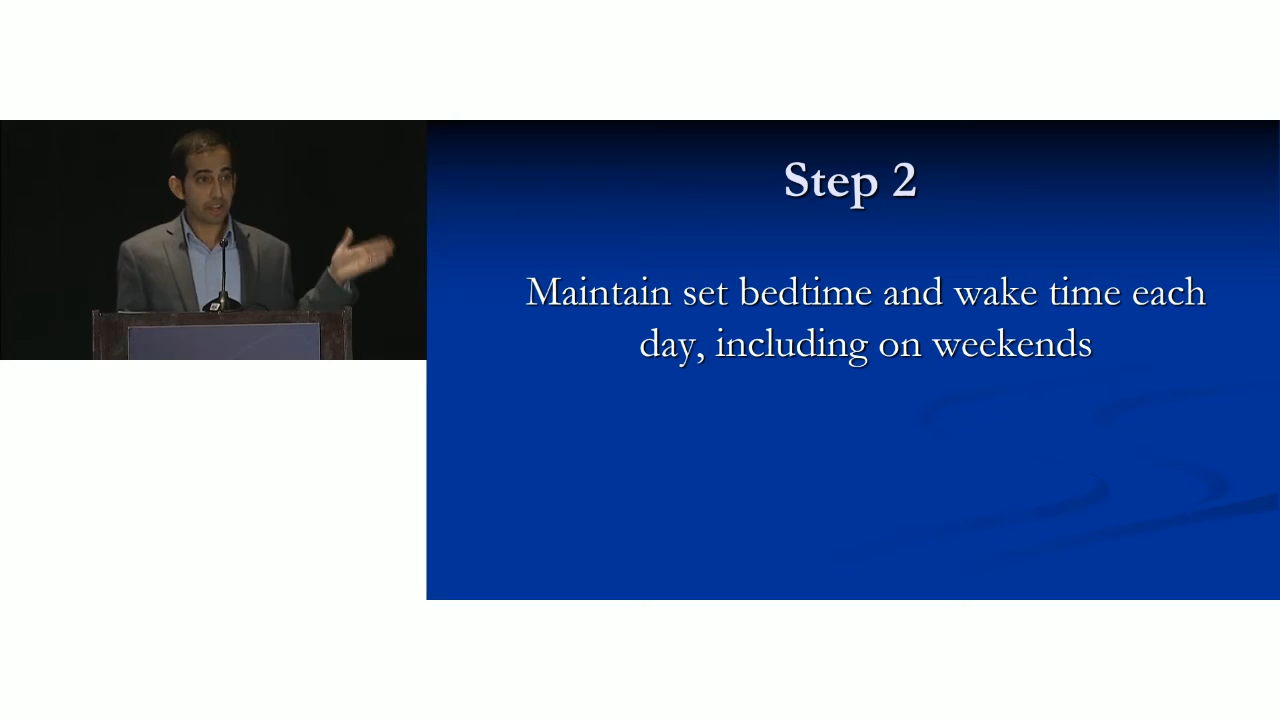 Step 2
Maintain set bedtime and wake time each
day, including on weekends